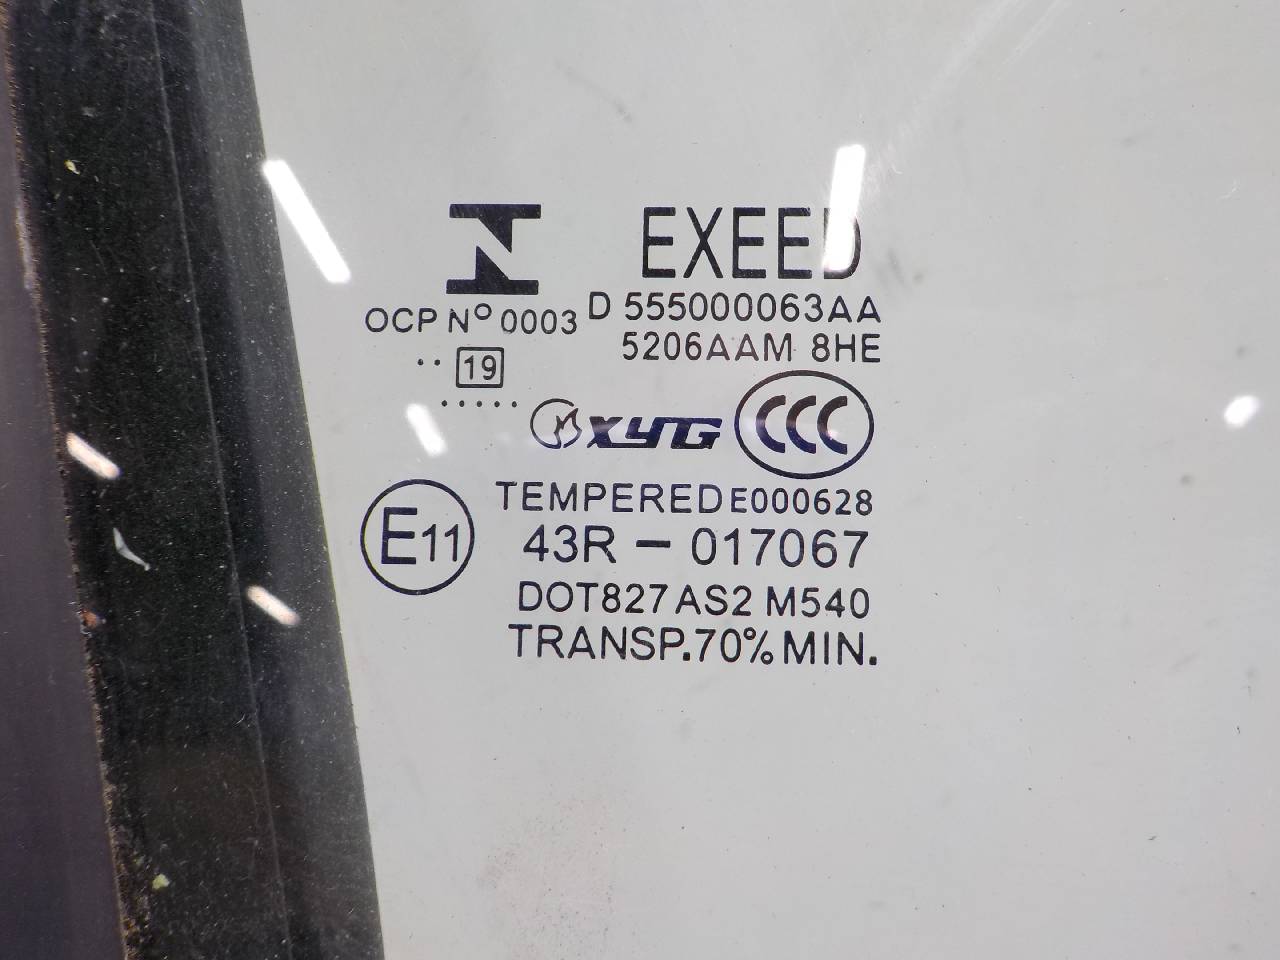 EXEED
OCP Nº 0003
D 555000063AA
5206AAM 8HE
19
XYG
CCC
TEMPERED E000628
E11
43R - 017067
DOT827 AS2 M540
TRANSP.70% MIN.